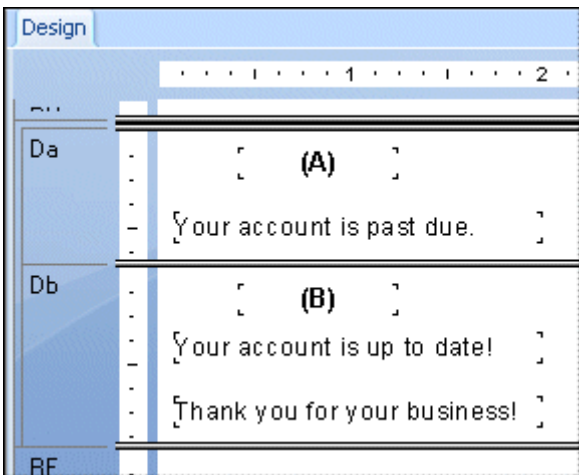 Design
1 2
Da
(A)
Your account is past due.
Db
(B)
Your account is up to date!
Thank you for your business!
RF